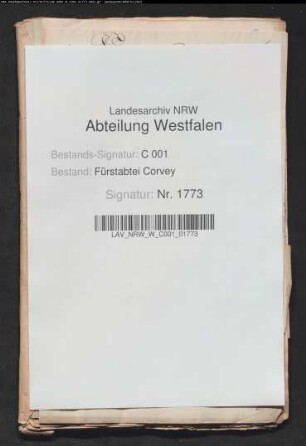 Landesarchiv NRW
Abteilung Westfalen
Bestands-Signatur: C 001
Bestand: Fürstabtei Corvey
Signatur: Nr. 1773
LAV_NRW_W_C001_01773